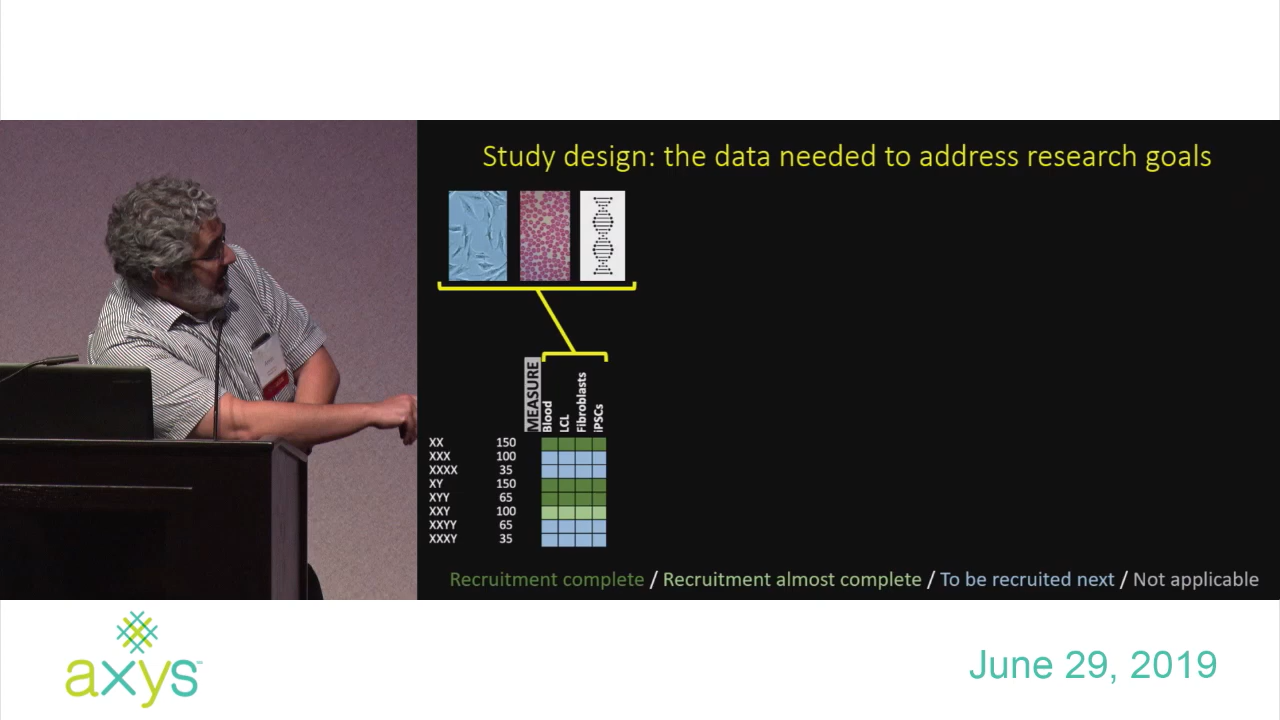 Study design: the data needed to address research goals
MEASURE
Blood
LCL
Fibroblasts
iPSCs
XX 150
XXX 100
XXXX 35
XY 150
XYY 65
XXY 100
XXYY 65
XXXY 35
Recruitment complete / Recruitment almost complete / To be recruited next / Not applicable
axys™
June 29, 2019